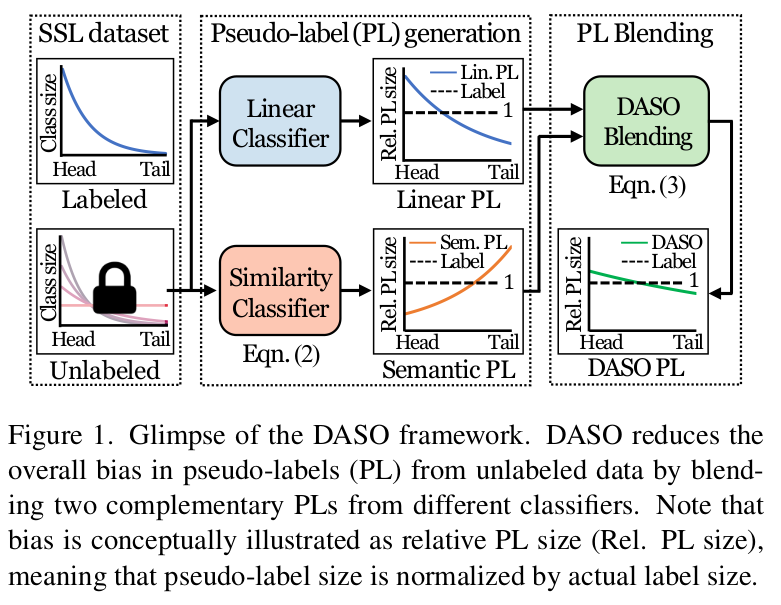 SSL dataset
Class size
Head Tail
Labeled
Class size
Head Tail
Unlabeled
Pseudo-label (PL) generation
Linear
Classifier
Rel. PL size
Lin. PL
Label
1
Head Tail
Linear PL
Similarity
Classifier
Eqn. (2)
Rel. PL size
Sem. PL
Label
1
Head Tail
Semantic PL
PL Blending
DASO
Blending
Eqn. (3)
Rel. PL size
DASO
Label
1
Head Tail
DASO PL
Figure 1. Glimpse of the DASO framework. DASO reduces the
overall bias in pseudo-labels (PL) from unlabeled data by blend-
ing two complementary PLs from different classifiers. Note that
bias is conceptually illustrated as relative PL size (Rel. PL size),
meaning that pseudo-label size is normalized by actual label size.